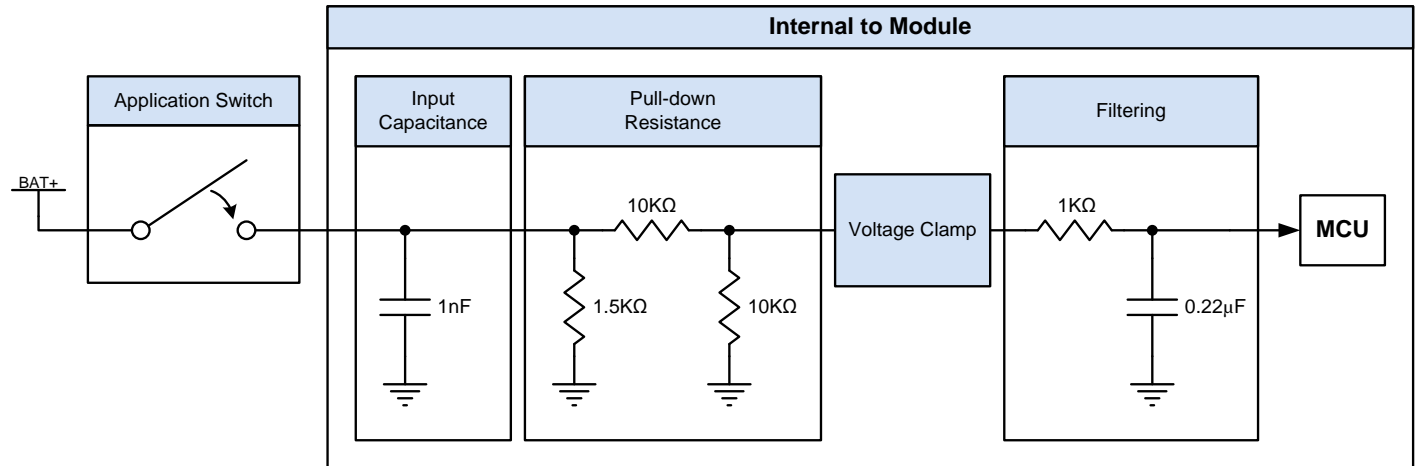 Internal to Module
Application Switch
Input
Capacitance
Pull-down
Resistance
Filtering
BAT+
10KΩ
1KΩ
Voltage Clamp
MCU
1nF
1.5KΩ
10KΩ
0.22μF